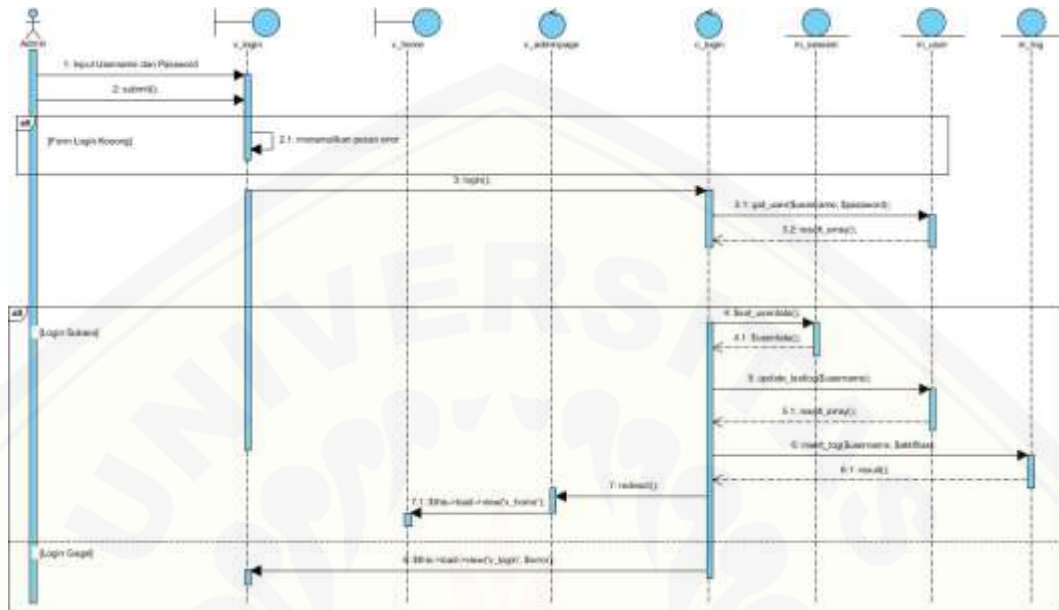 Admin
v_login
v_home
v_adminpage
c_login
m_session
m_user
m_log
1: Input Username dan Password
2: submit();
alt
[Form Login Kosong]
2.1: menampilkan pesan error
3: login();
3.1: get_user($username, $password);
3.2: result_array();
alt
[Login Sukses]
4: $set_userdata();
4.1: $userdata();
5: update_lastlog($username);
5.1: result_array();
6: insert_log($username,
6.1: result();
7: redirect();
7.1: $this->load->view('v_home');
[Login Gagal]
$this->load->view('v_login', $error);
UNIVERS